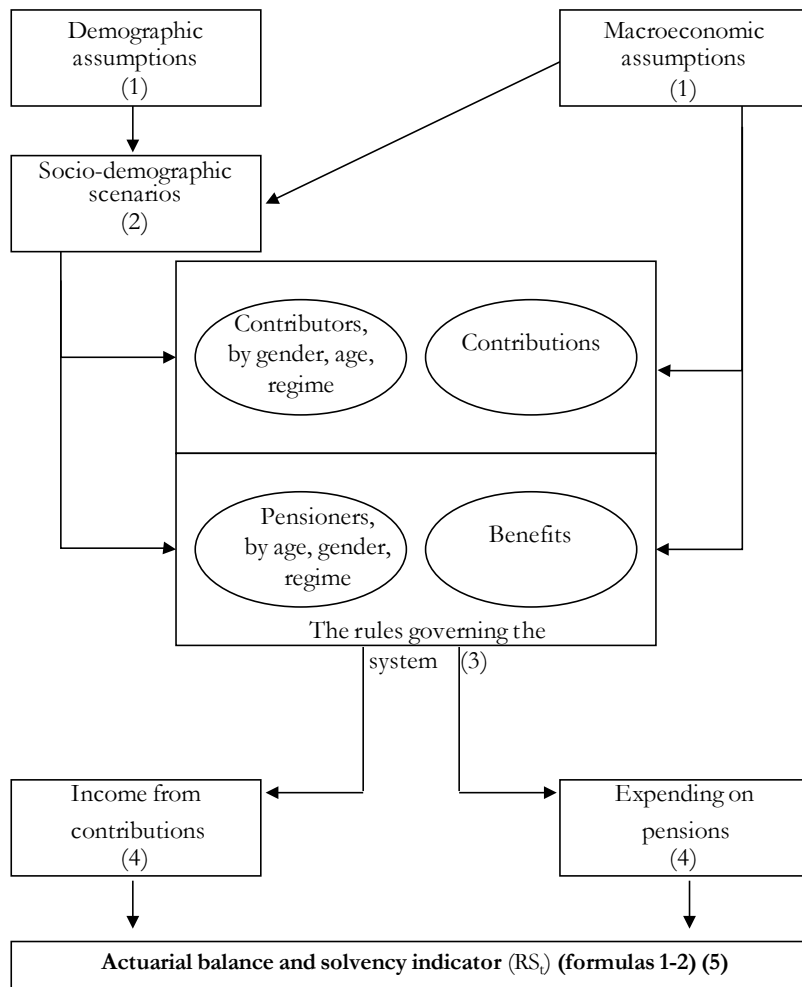 Demographic
assumptions
(1)
Macroeconomic
assumptions
(1)
Socio-demographic
scenarios
(2)
Contributors,
by gender, age,
regime
Contributions
Pensioners,
by age, gender,
regime
Benefits
The rules governing the
system (3)
Income from
contributions
(4)
Expending on
pensions
(4)
Actuarial balance and solvency indicator (RSₜ) (formulas 1-2) (5)